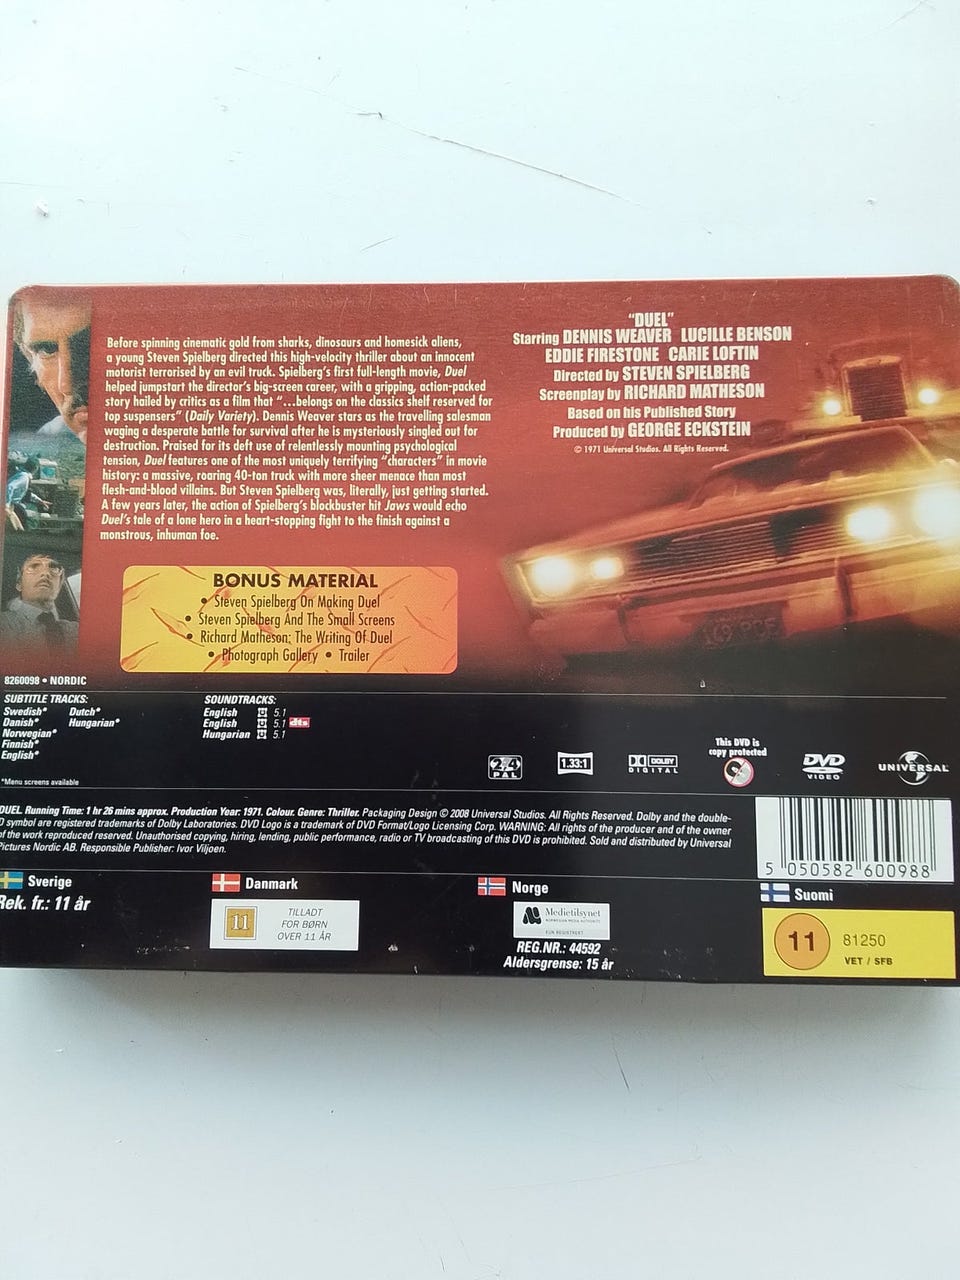 Before spinning cinematic gold from sharks, dinosaurs and homesick aliens,
a young Steven Spielberg directed this high-velocity thriller about an innocent
motorist terrorised by an evil truck. Spielberg's first full-length movie, Duel
helped jumpstart the director's big-screen career, with a gripping, action-packed
story hailed by critics as a film that "...belongs on the classics shelf reserved for
top suspensers" (Daily Variety). Dennis Weaver stars as the travelling salesman
waging a desperate battle for survival after he is mysteriously singled out for
destruction. Praised for its deft use of relentlessly mounting psychological
tension, Duel features one of the most uniquely terrifying "characters" in movie
history: a massive, roaring 40-ton truck with more sheer menace than most
flesh-and-blood villains. But Steven Spielberg was, literally, just getting started.
A few years later, the action of Spielberg's blockbuster hit Jaws would echo
Duel's tale of a lone hero in a heart-stopping fight to the finish against a
monstrous, inhuman foe.
"DUEL"
Starring DENNIS WEAVER LUCILLE BENSON
EDDIE FIRESTONE CARIE LOFTIN
Directed by STEVEN SPIELBERG
Screenplay by RICHARD MATHESON
Based on his Published Story
Produced by GEORGE ECKSTEIN
© 1971 Universal Studios. All Rights Reserved.
BONUS MATERIAL
• Steven Spielberg On Making Duel
• Steven Spielberg And The Small Screens
• Richard Matheson: The Writing Of Duel
• Photograph Gallery • Trailer
8260098 • NORDIC
SUBTITLE TRACKS:
Swedish* Dutch*
Danish* Hungarian*
Norwegian*
Finnish*
English*
*Menu screens available
SOUNDTRACKS:
English 5.1
English 5.1 dts
Hungarian 5.1
2,4
PAL
1.33:1
DOLBY
DIGITAL
This DVD is
copy protected
DVD
VIDEO
UNIVERSAL
DUEL. Running Time: 1 hr 26 mins approx. Production Year: 1971. Colour. Genre: Thriller. Packaging Design © 2008 Universal Studios. All Rights Reserved. Dolby and the double-
D symbol are registered trademarks of Dolby Laboratories. DVD Logo is a trademark of DVD Format/Logo Licensing Corp. WARNING: All rights of the producer and of the owner
of the work reproduced reserved. Unauthorised copying, hiring, lending, public performance, radio or TV broadcasting of this DVD is prohibited. Sold and distributed by Universal
Pictures Nordic AB. Responsible Publisher: Ivor Viljoen.
5 050582 600988
Sverige
Rek. fr.: 11 år
Danmark
11
TILLADT
FOR BØRN
OVER 11 ÅR
Norge
Medietilsynet
NORWEGIAN MEDIA AUTHORITY
KUN REGISTRERT
REG.NR.: 44592
Aldersgrense: 15 år
Suomi
11
81250
VET / SFB